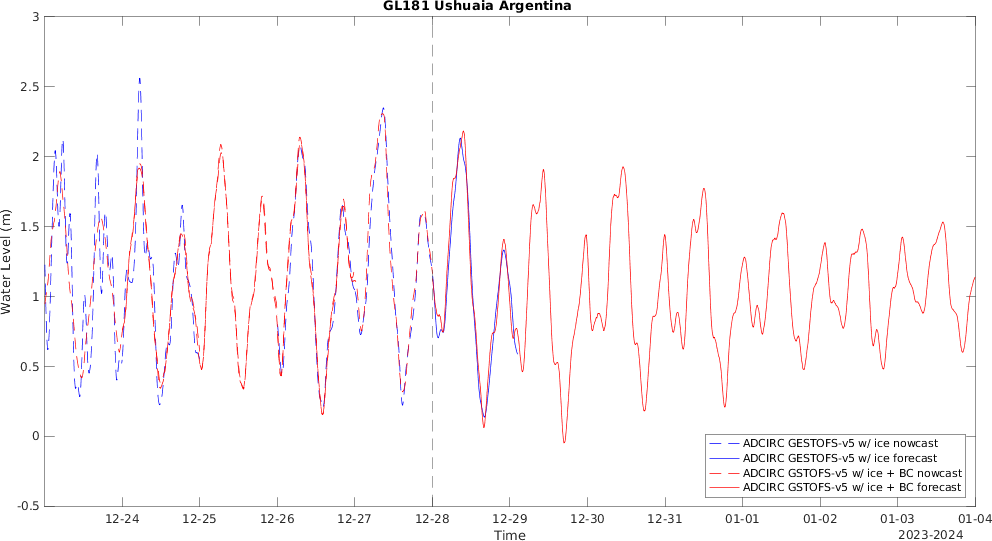 GL181 Ushuaia Argentina
3
2.5
2
1.5
1
0.5
0
-0.5
Water Level (m)
12-24 12-25 12-26 12-27 12-28 12-29 12-30 12-31 01-01 01-02 01-03 01-04
Time
2023-2024
ADCIRC GESTOFS-v5 w/ ice nowcast
ADCIRC GESTOFS-v5 w/ ice forecast
ADCIRC GSTOFS-v5 w/ ice + BC nowcast
ADCIRC GSTOFS-v5 w/ ice + BC forecast